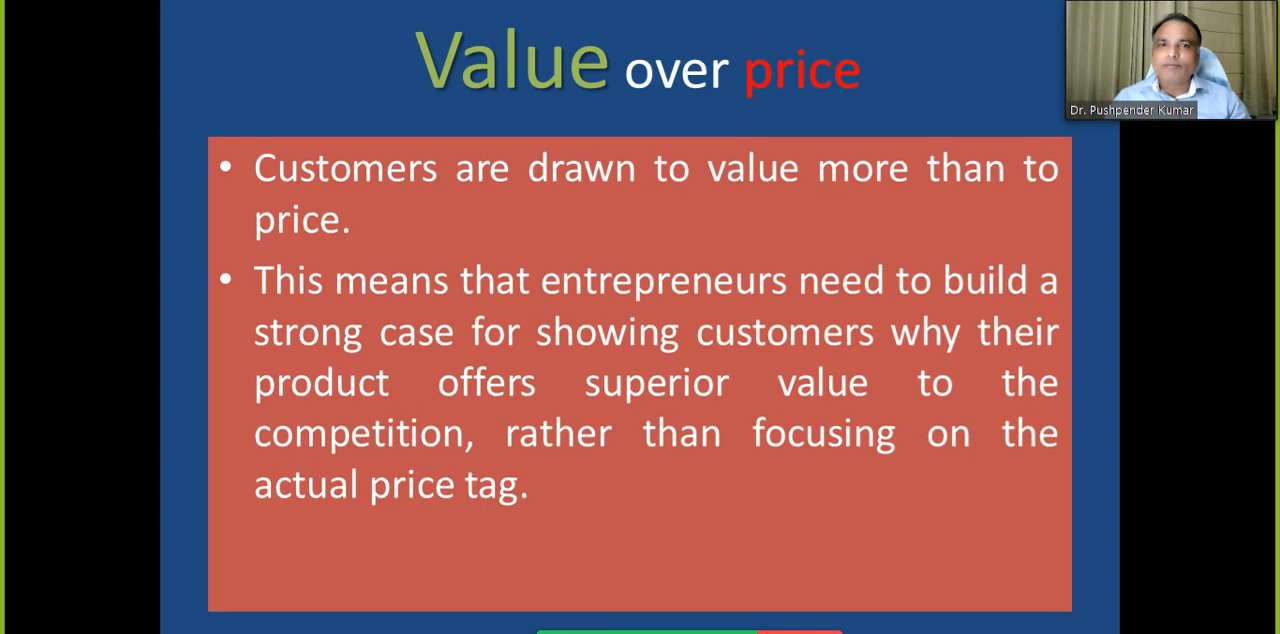 Value over price
Dr. Pushpender Kumar
• Customers are drawn to value more than to
price.
• This means that entrepreneurs need to build a
strong case for showing customers why their
product offers superior value to the
competition, rather than focusing on the
actual price tag.